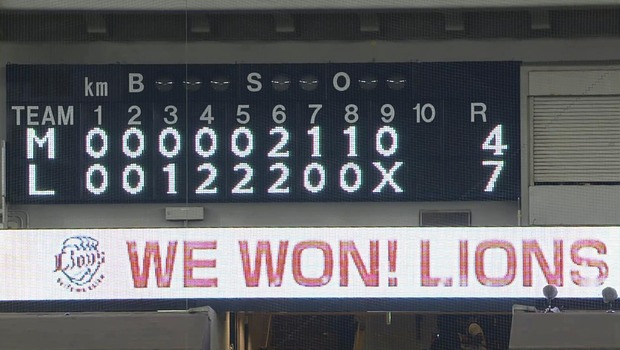 km B S O
TEAM 1 2 3 4 5 6 7 8 9 10 R
M 0 0 0 0 0 2 1 1 0 4
L 0 0 1 2 2 2 0 0 X 7
Lions WE WON! LIONS